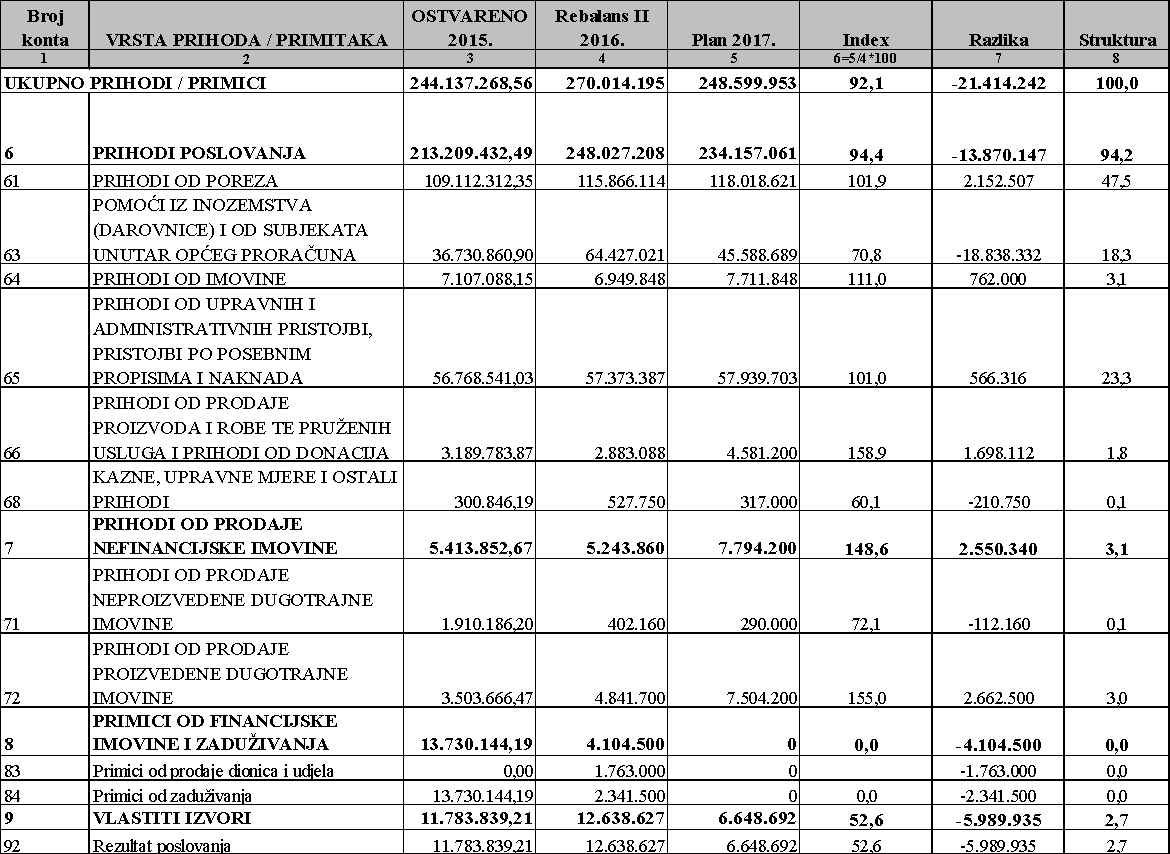 Broj konta VRSTA PRIHODA / PRIMITAKA OSTVARENO 2015. Rebalans II 2016. Plan 2017. Index Razlika Struktura
1 2 3 4 5 6=5/4*100 7 8
UKUPNO PRIHODI / PRIMICI 244.137.268,56 270.014.195 248.599.953 92,1 -21.414.242 100,0
6 PRIHODI POSLOVANJA 213.209.432,49 248.027.208 234.157.061 94,4 -13.870.147 94,2
61 PRIHODI OD POREZA 109.112.312,35 115.866.114 118.018.621 101,9 2.152.507 47,5
POMOĆI IZ INOZEMSTVA
(DAROVNICE) I OD SUBJEKATA
63 UNUTAR OPĆEG PRORAČUNA 36.730.860,90 64.427.021 45.588.689 70,8 -18.838.332 18,3
64 PRIHODI OD IMOVINE 7.107.088,15 6.949.848 7.711.848 111,0 762.000 3,1
PRIHODI OD UPRAVNIH I
ADMINISTRATIVNIH PRISTOJBI,
PRISTOJBI PO POSEBNIM
65 PROPISIMA I NAKNADA 56.768.541,03 57.373.387 57.939.703 101,0 566.316 23,3
PRIHODI OD PRODAJE
PROIZVODA I ROBE TE PRUŽENIH
66 USLUGA I PRIHODI OD DONACIJA 3.189.783,87 2.883.088 4.581.200 158,9 1.698.112 1,8
KAZNE, UPRAVNE MJERE I OSTALI
68 PRIHODI 300.846,19 527.750 317.000 60,1 -210.750 0,1
PRIHODI OD PRODAJE
7 NEFINANCIJSKE IMOVINE 5.413.852,67 5.243.860 7.794.200 148,6 2.550.340 3,1
PRIHODI OD PRODAJE
NEPROIZVEDENE DUGOTRAJNE
71 IMOVINE 1.910.186,20 402.160 290.000 72,1 -112.160 0,1
PRIHODI OD PRODAJE
PROIZVEDENE DUGOTRAJNE
72 IMOVINE 3.503.666,47 4.841.700 7.504.200 155,0 2.662.500 3,0
PRIMICI OD FINANCIJSKE
8 IMOVINE I ZADUŽIVANJA 13.730.144,19 4.104.500 0 0,0 -4.104.500 0,0
83 Primici od prodaje dionica i udjela 0,00 1.763.000 0 -1.763.000 0,0
84 Primici od zaduživanja 13.730.144,19 2.341.500 0 0,0 -2.341.500 0,0
9 VLASTITI IZVORI 11.783.839,21 12.638.627 6.648.692 52,6 -5.989.935 2,7
92 Rezultat poslovanja 11.783.839,21 12.638.627 6.648.692 52,6 -5.989.935 2,7